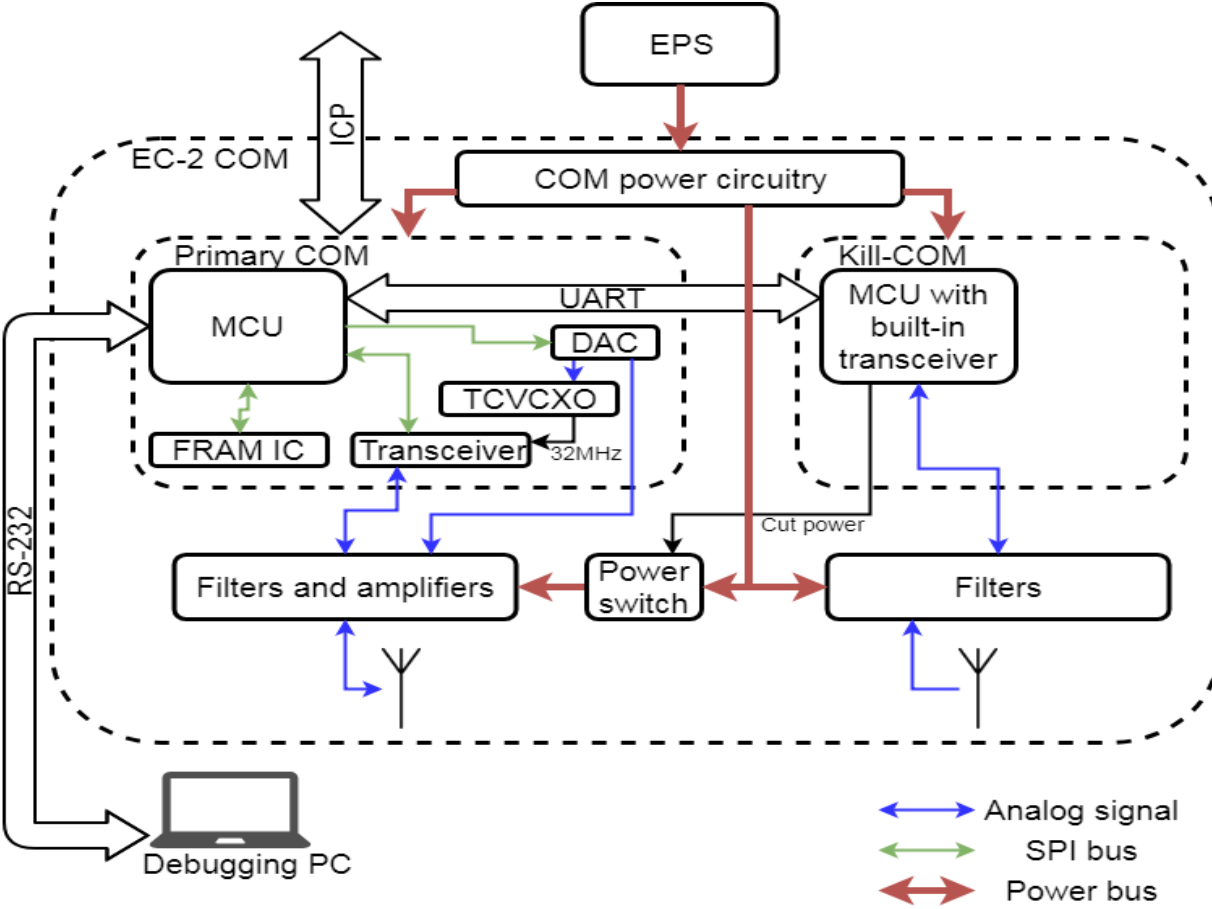 EPS
ICP
EC-2 COM
COM power circuitry
Primary COM
Kill-COM
MCU
UART
MCU with
built-in
transceiver
DAC
TCVCXO
FRAM IC
Transceiver
32MHz
RS-232
Cut power
Filters and amplifiers
Power
switch
Filters
Debugging PC
Analog signal
SPI bus
Power bus